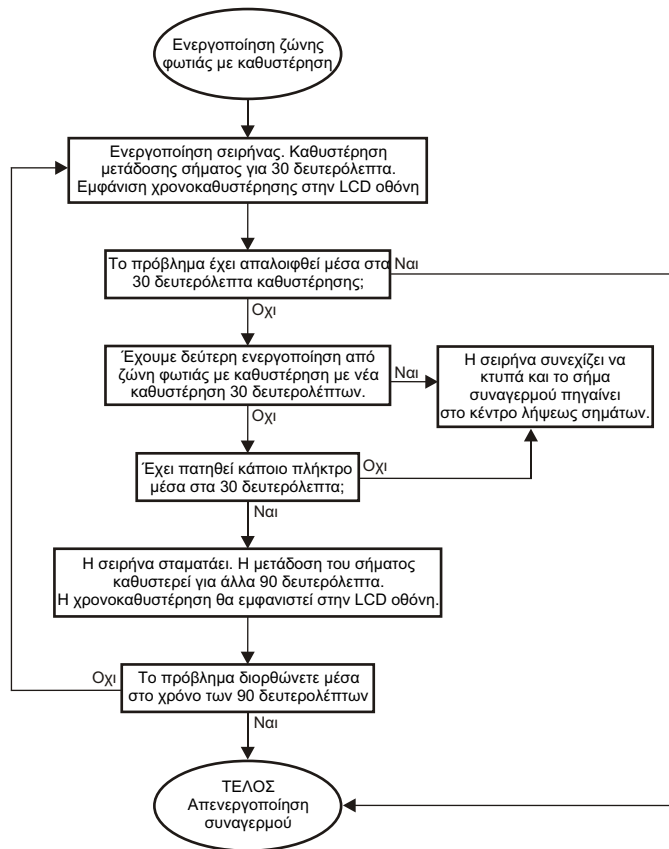 Ενεργοποίηση ζώνης
φωτιάς με καθυστέρηση
Ενεργοποίηση σειρήνας. Καθυστέρηση
μετάδοσης σήματος για 30 δευτερόλεπτα.
Εμφάνιση χρονοκαθυστέρησης στην LCD οθόνη
Το πρόβλημα έχει απαλοιφθεί μέσα στα
30 δευτερόλεπτα καθυστέρησης;
Ναι
Οχι
Έχουμε δεύτερη ενεργοποίηση από
ζώνη φωτιάς με καθυστέρηση με νέα
καθυστέρηση 30 δευτερολέπτων.
Ναι
Η σειρήνα συνεχίζει να
κτυπά και το σήμα
συναγερμού πηγαίνει
στο κέντρο λήψεως σημάτων.
Οχι
Έχει πατηθεί κάποιο πλήκτρο
μέσα στα 30 δευτερόλεπτα;
Οχι
Ναι
Η σειρήνα σταματάει. Η μετάδοση του σήματος
καθυστερεί για άλλα 90 δευτερόλεπτα.
Η χρονοκαθυστέρηση θα εμφανιστεί στην LCD οθόνη.
Οχι
Το πρόβλημα διορθώνετε μέσα
στο χρόνο των 90 δευτερολέπτων
Ναι
ΤΕΛΟΣ
Απενεργοποίηση
συναγερμού